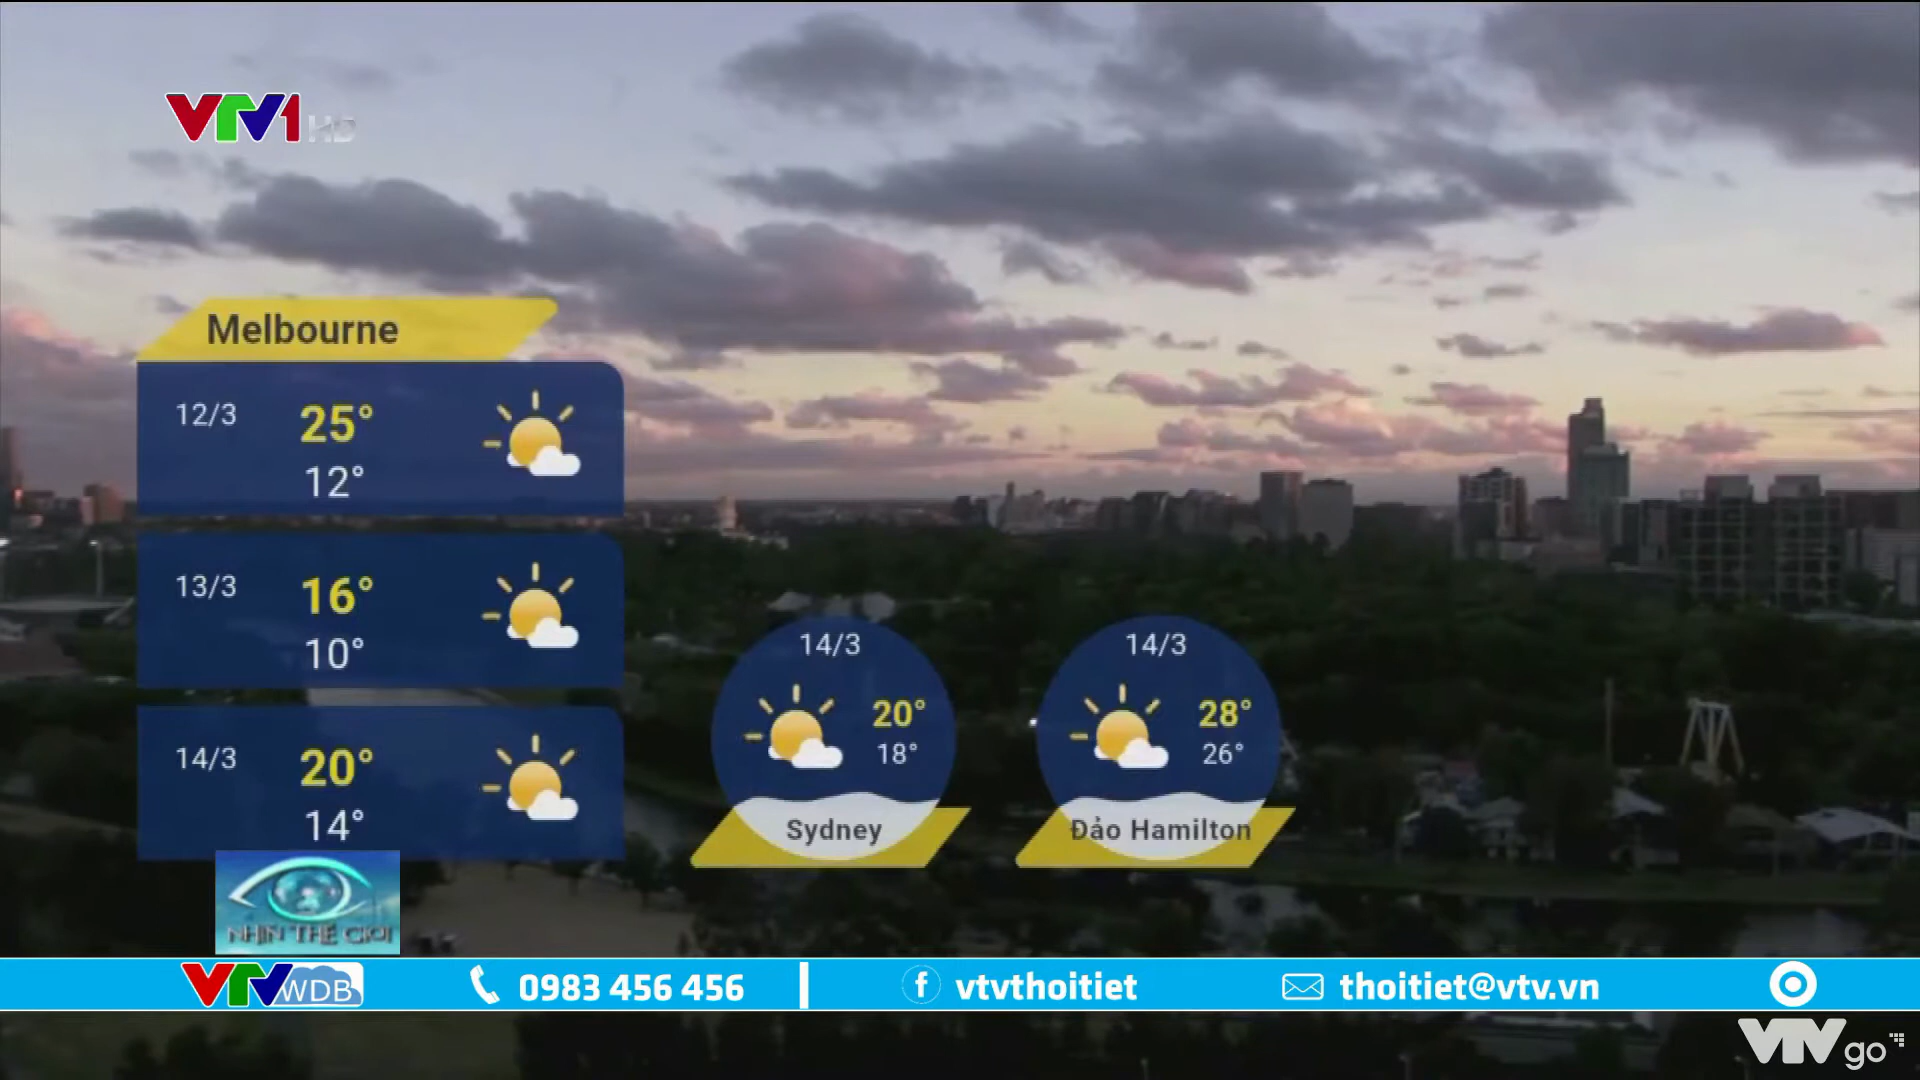 VTV1 HD
Melbourne
12/3
25°
12°
13/3
16°
10°
14/3
20°
14°
14/3
20°
18°
Sydney
14/3
28°
26°
Đảo Hamilton
NHÌN THẾ GIỚI
VTV WDB
0983 456 456
f vtvthoitiet
thoitiet@vtv.vn
VTV go